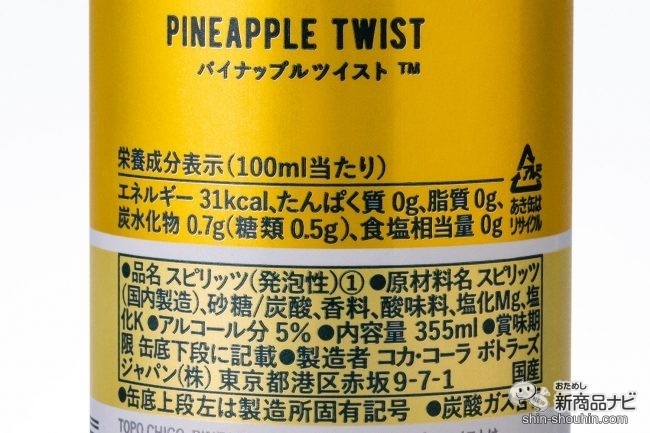 PINEAPPLE TWIST
パイナップルツイスト™
栄養成分表示(100ml当たり)
エネルギー 31kcal、たんぱく質 0g、脂質 0g、
炭水化物 0.7g(糖類 0.5g)、食塩相当量 0g
アルミ
あき缶は
リサイクル
●品名 スピリッツ(発泡性)① ●原材料名 スピリッツ
(国内製造)、砂糖/炭酸、香料、酸味料、塩化Mg、塩
化K ●アルコール分 5% ●内容量 355ml ●賞味期
限 缶底下段に記載 ●製造者 コカ・コーラ ボトラーズ
ジャパン(株) 東京都港区赤坂9-7-1 国産
●缶底上段左は製造所固有記号 ●炭酸ガス
TOPO CHICO
おためし
新商品ナビ
shin-shouhin.com